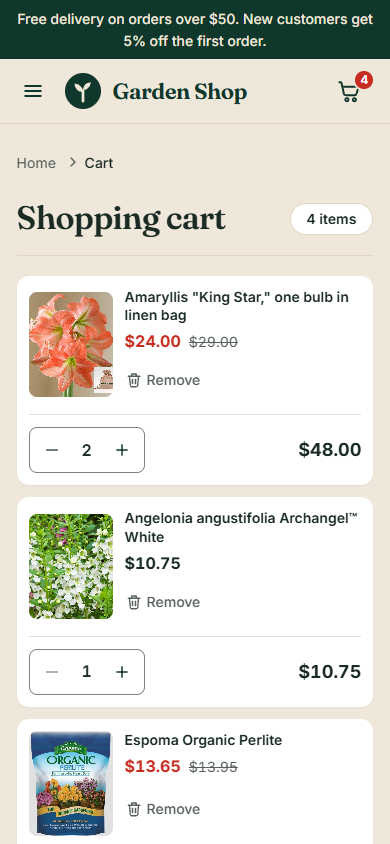 Free delivery on orders over $50. New customers get
5% off the first order.
Garden Shop
4
Home
Cart
Shopping cart
4 items
Amaryllis "King Star," one bulb in
linen bag
$24.00 $29.00
Remove
2
$48.00
Angelonia angustifolia Archangel™
White
$10.75
Remove
1
$10.75
Espoma Organic Perlite
$13.65 $13.95
Remove
Espoma
ORGANIC
PERLITE